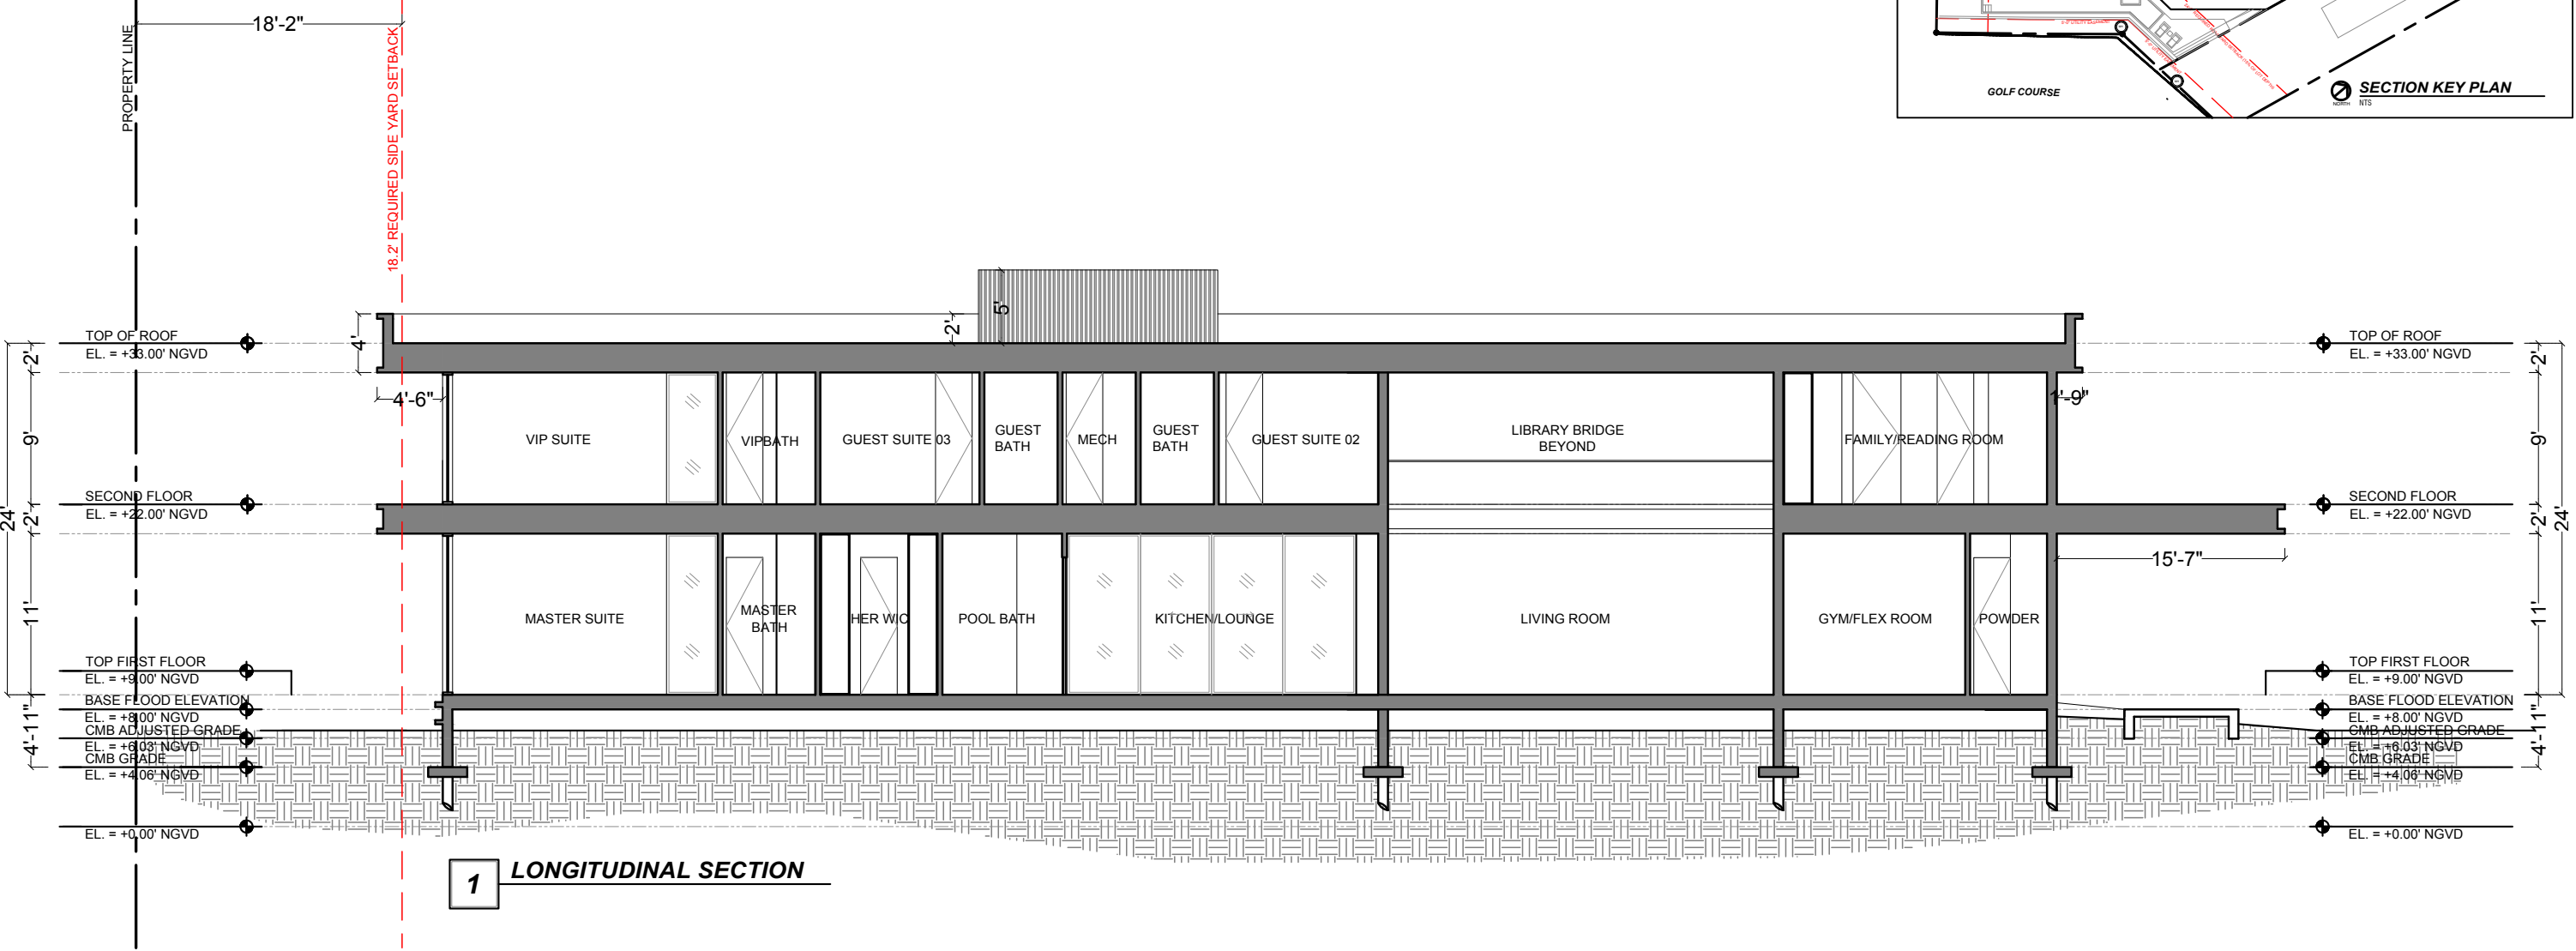 18'-2"
PROPERTY LINE
18.2' REQUIRED SIDE YARD SETBACK
GOLF COURSE
NORTH
SECTION KEY PLAN
NTS
TOP OF ROOF
EL. = +33.00' NGVD
SECOND FLOOR
EL. = +22.00' NGVD
TOP FIRST FLOOR
EL. = +9.00' NGVD
BASE FLOOD ELEVATION
EL. = +8.00' NGVD
CMB ADJUSTED GRADE
EL. = +6.03' NGVD
CMB GRADE
EL. = +4.06' NGVD
EL. = +0.00' NGVD
2'
9'
2'
24'
11'
4'-11"
4'
4'-6"
2'
5'
VIP SUITE
VIPBATH
GUEST SUITE 03
GUEST
BATH
MECH
GUEST
BATH
GUEST SUITE 02
LIBRARY BRIDGE
BEYOND
FAMILY/READING ROOM
1'-9"
MASTER SUITE
MASTER
BATH
HER WIC
POOL BATH
KITCHEN/LOUNGE
LIVING ROOM
GYM/FLEX ROOM
POWDER
15'-7"
TOP OF ROOF
EL. = +33.00' NGVD
SECOND FLOOR
EL. = +22.00' NGVD
TOP FIRST FLOOR
EL. = +9.00' NGVD
BASE FLOOD ELEVATION
EL. = +8.00' NGVD
CMB ADJUSTED GRADE
EL. = +6.03' NGVD
CMB GRADE
EL. = +4.06' NGVD
EL. = +0.00' NGVD
2'
9'
2'
24'
11'
4'-11"
1
LONGITUDINAL SECTION